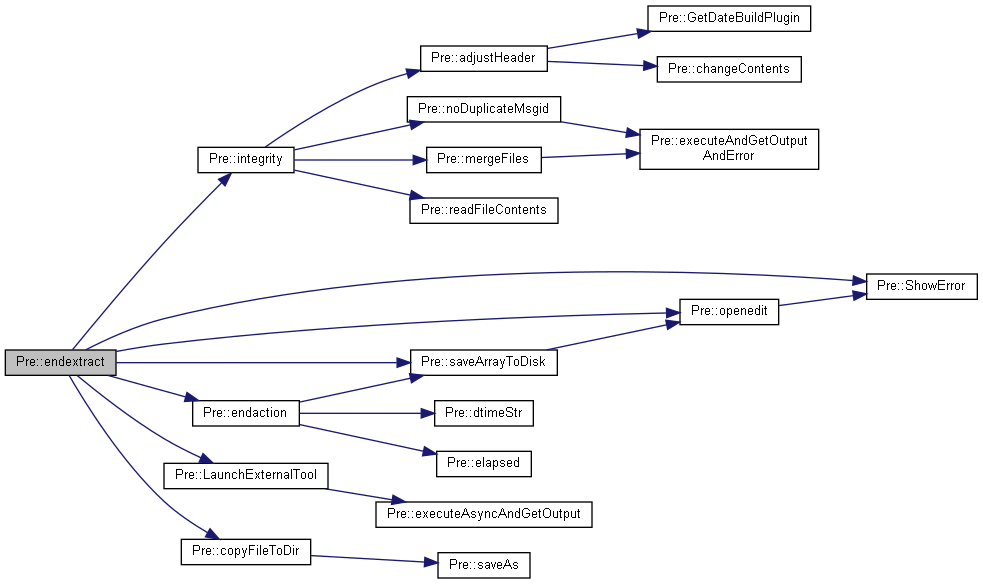 Pre::GetDateBuildPlugin
Pre::adjustHeader
Pre::changeContents
Pre::noDuplicateMsgid
Pre::executeAndGetOutput
AndError
Pre::integrity
Pre::mergeFiles
Pre::readFileContents
Pre::ShowError
Pre::openedit
Pre::endextract
Pre::saveArrayToDisk
Pre::endaction
Pre::dtimeStr
Pre::elapsed
Pre::LaunchExternalTool
Pre::executeAsyncAndGetOutput
Pre::copyFileToDir
Pre::saveAs